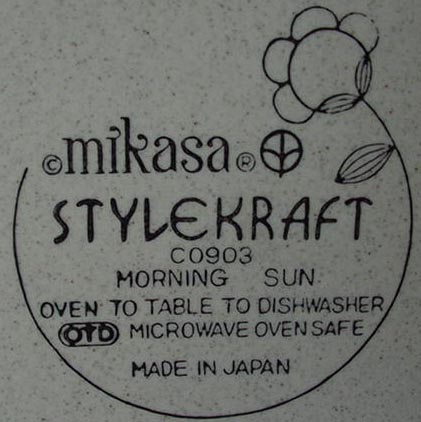 ©mikasa®
STYLEKRAFT
C0903
MORNING SUN
OVEN TO TABLE TO DISHWASHER
OTD MICROWAVE OVEN SAFE
MADE IN JAPAN